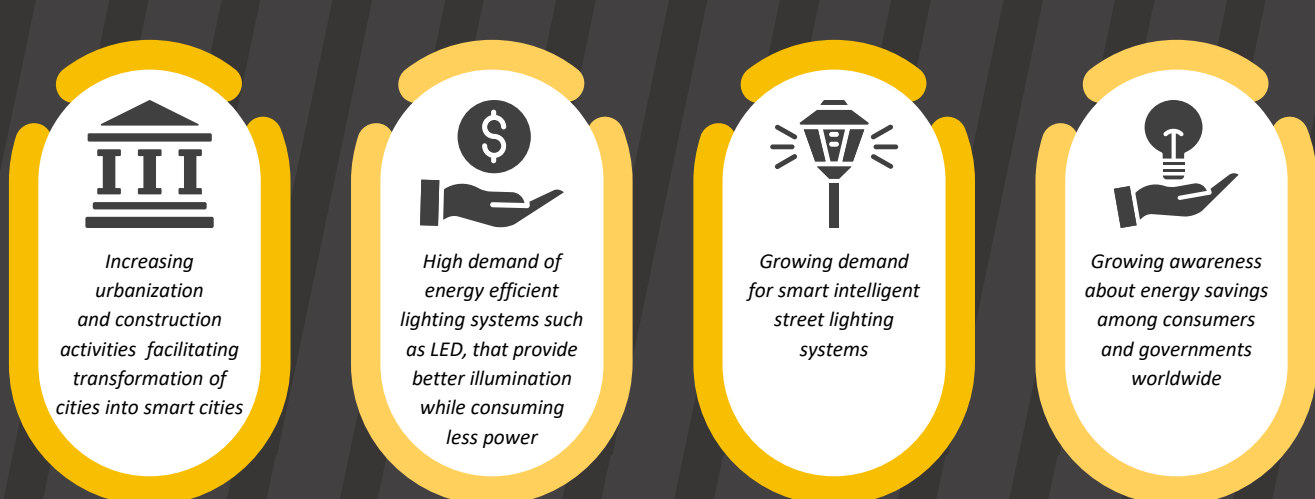 Increasing
urbanization
and construction
activities facilitating
transformation of
cities into smart cities
High demand of
energy efficient
lighting systems such
as LED, that provide
better illumination
while consuming
less power
Growing demand
for smart intelligent
street lighting
systems
Growing awareness
about energy savings
among consumers
and governments
worldwide